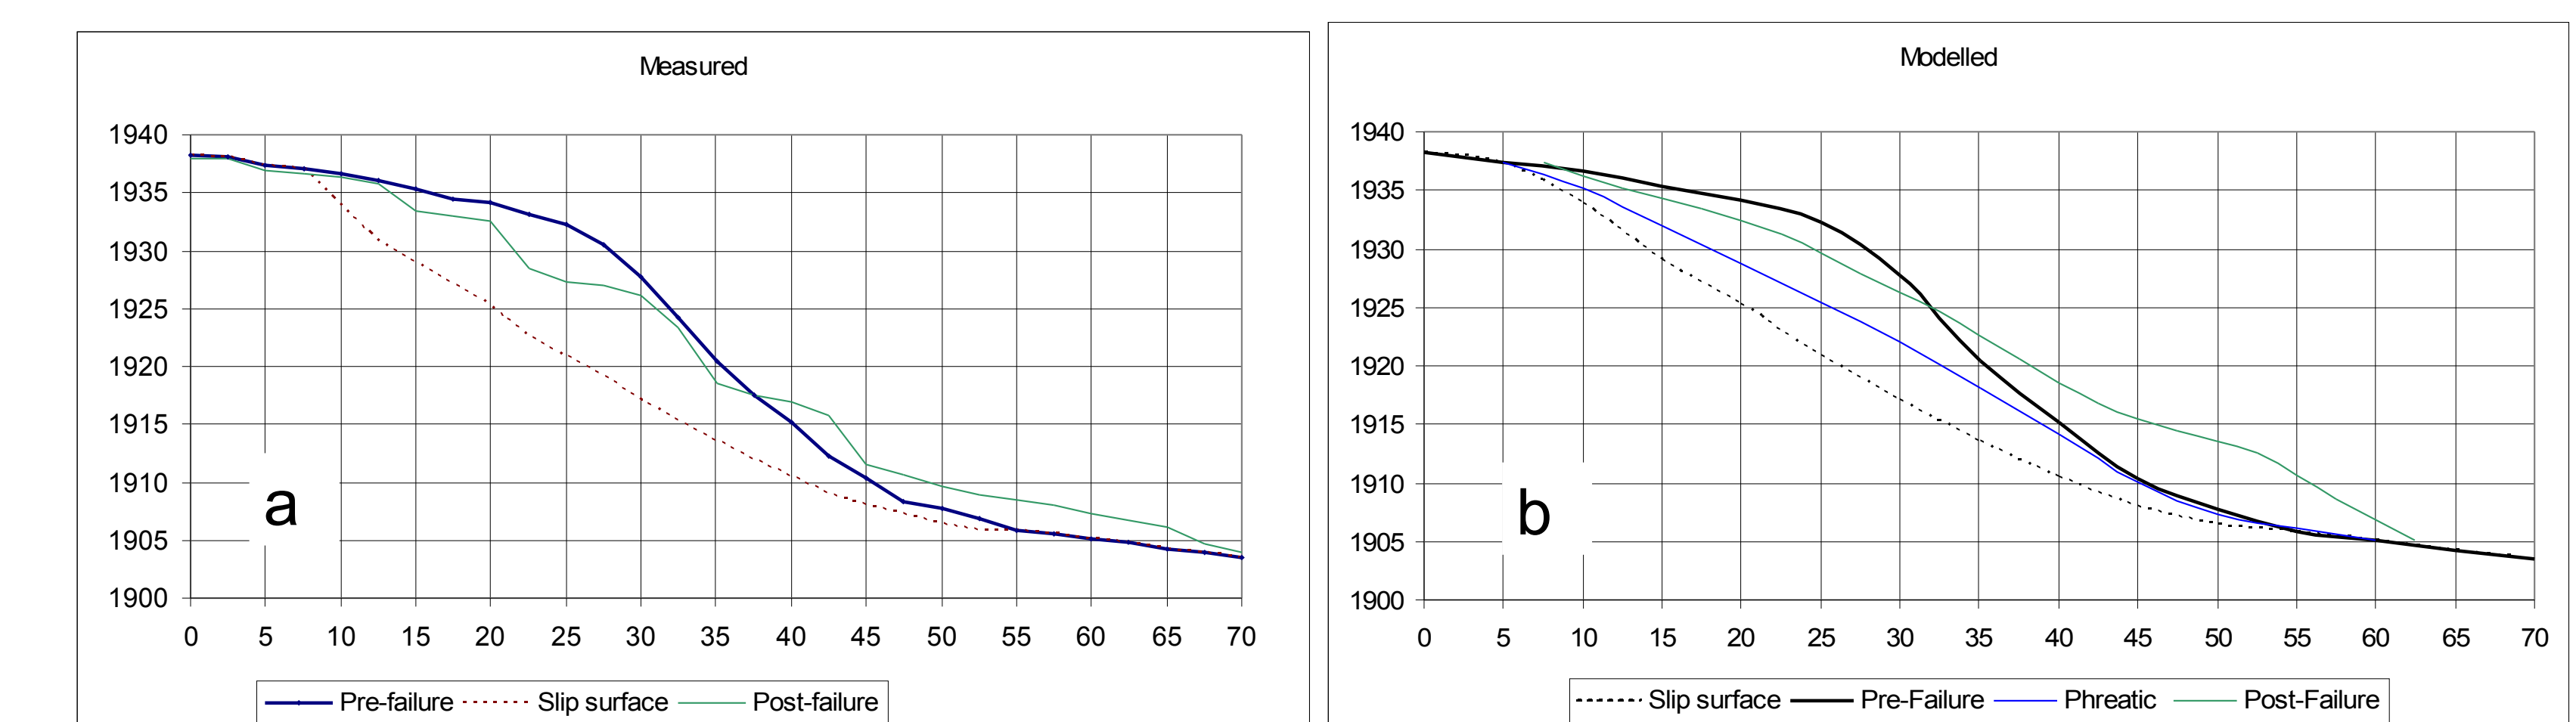 Measured
1940
1935
1930
1925
1920
1915
1910
1905
1900
a
0 5 10 15 20 25 30 35 40 45 50 55 60 65 70
Pre-failure Slip surface Post-failure
Modelled
1940
1935
1930
1925
1920
1915
1910
1905
1900
b
0 5 10 15 20 25 30 35 40 45 50 55 60 65 70
Slip surface Pre-Failure Phreatic Post-Failure